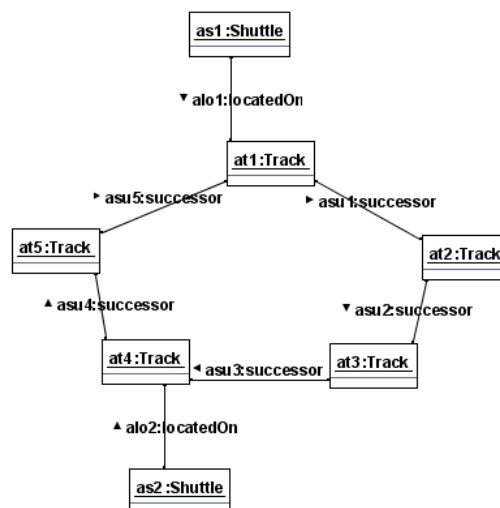 as1 :Shuttle
▼ alo1:locatedOn
at1:Track
► asu5:successor
► asu1:successor
at5:Track
at2:Track
▲ asu4:successor
▼ asu2:successor
at4:Track
◄ asu3:successor
at3:Track
▲ alo2:locatedOn
as2 :Shuttle